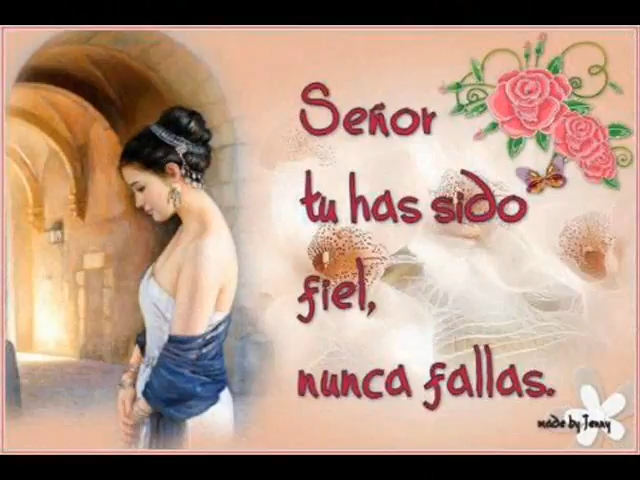 Señor
tu has sido
fiel,
nunca fallas.
made by Jenny